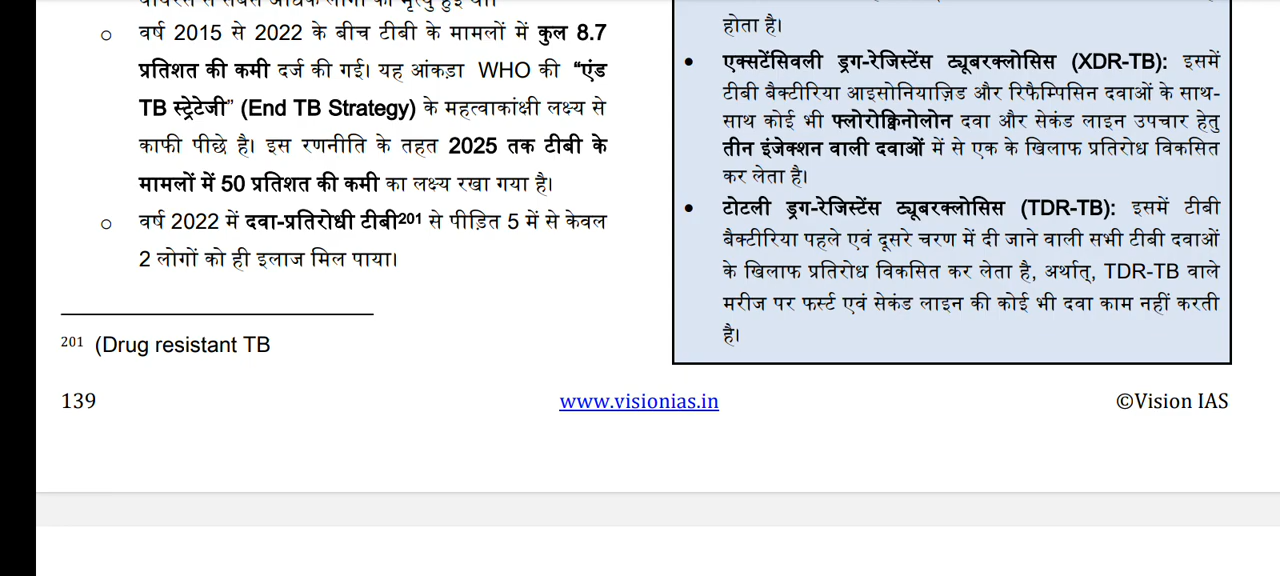 वर्ष 2015 से 2022 के बीच टीबी के मामलों में कुल 8.7
प्रतिशत की कमी दर्ज की गई। यह आंकड़ा WHO की “एंड
TB स्ट्रेटेजी” (End TB Strategy) के महत्वाकांक्षी लक्ष्य से
काफी पीछे है। इस रणनीति के तहत 2025 तक टीबी के
मामलों में 50 प्रतिशत की कमी का लक्ष्य रखा गया है।
वर्ष 2022 में दवा-प्रतिरोधी टीबी201 से पीड़ित 5 में से केवल
2 लोगों को ही इलाज मिल पाया।
201 (Drug resistant TB
होता है।
एक्सटेंसिवली ड्रग-रेजिस्टेंस ट्यूबरक्लोसिस (XDR-TB): इसमें
टीबी बैक्टीरिया आइसोनियाज़िड और रिफैम्पिसिन दवाओं के साथ-
साथ कोई भी फ्लोरोक्विनोलोन दवा और सेकंड लाइन उपचार हेतु
तीन इंजेक्शन वाली दवाओं में से एक के खिलाफ प्रतिरोध विकसित
कर लेता है।
टोटली ड्रग-रेजिस्टेंस ट्यूबरक्लोसिस (TDR-TB): इसमें टीबी
बैक्टीरिया पहले एवं दूसरे चरण में दी जाने वाली सभी टीबी दवाओं
के खिलाफ प्रतिरोध विकसित कर लेता है, अर्थात्, TDR-TB वाले
मरीज पर फर्स्ट एवं सेकंड लाइन की कोई भी दवा काम नहीं करती
है।
139
www.visionias.in
©Vision IAS